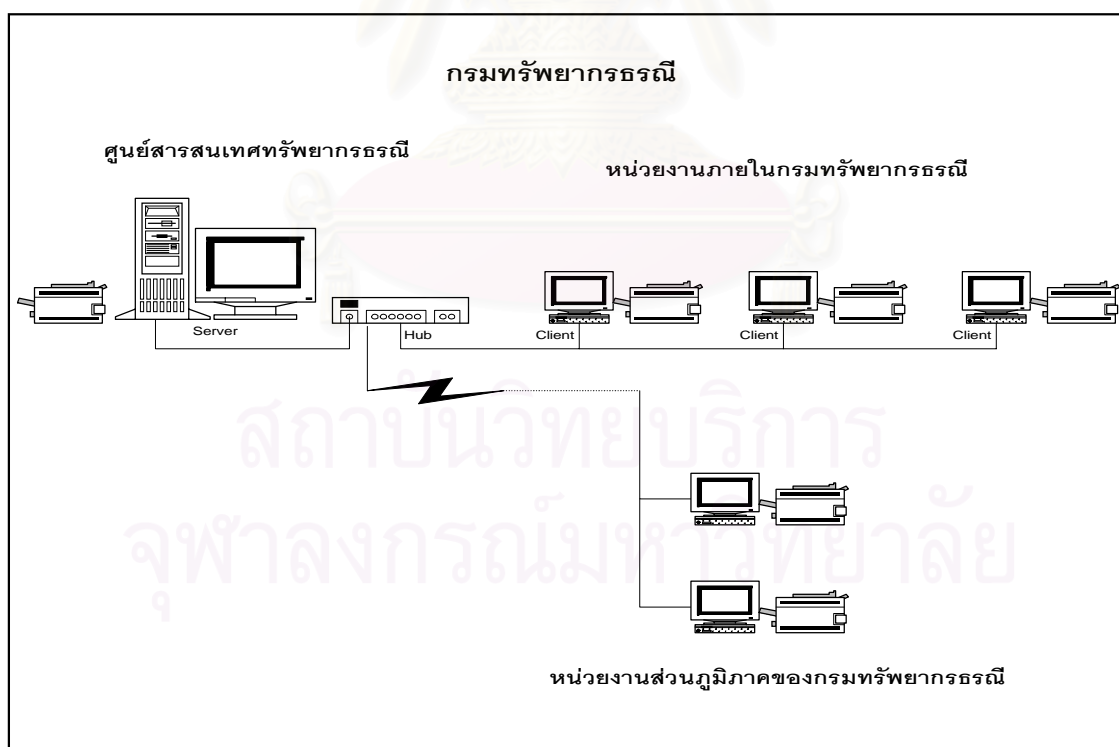 กรมทรัพยากรธรณี
ศูนย์สารสนเทศทรัพยากรธรณี
หน่วยงานภายในกรมทรัพยากรธรณี
Server
Hub
Client
Client
Client
สถาบันวิทยบริการ
จุฬาลงกรณ์มหาวิทยาลัย
หน่วยงานส่วนภูมิภาคของกรมทรัพยากรธรณี